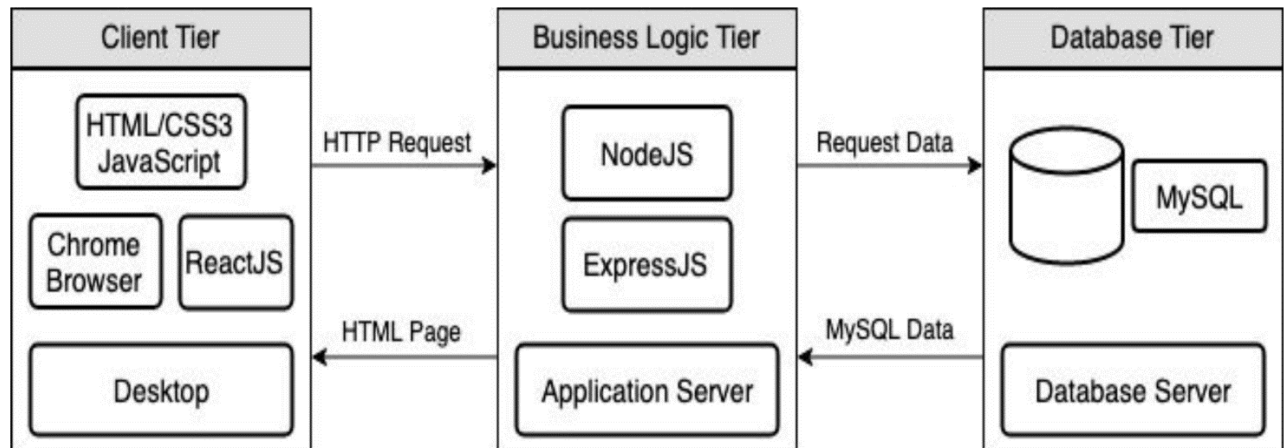 Client Tier
HTML/CSS3
JavaScript
Chrome
Browser
ReactJS
Desktop
HTTP Request
HTML Page
Business Logic Tier
NodeJS
ExpressJS
Application Server
Request Data
MySQL Data
Database Tier
MySQL
Database Server